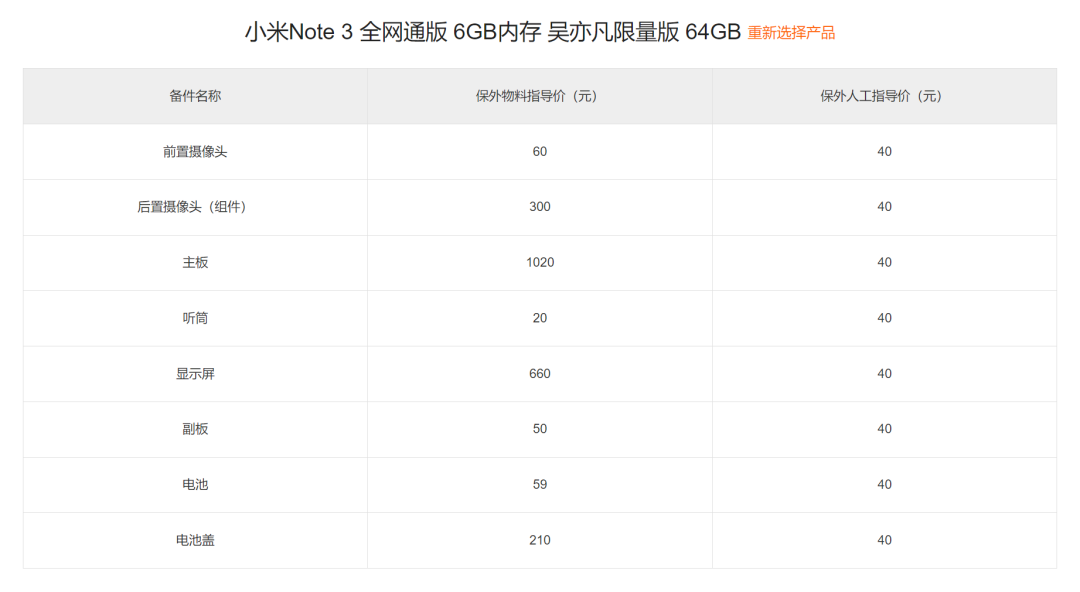 小米Note 3 全网通版 6GB内存 吴亦凡限量版 64GB 重新选择产品
备件名称 保外物料指导价（元） 保外人工指导价（元）
前置摄像头 60 40
后置摄像头（组件） 300 40
主板 1020 40
听筒 20 40
显示屏 660 40
副板 50 40
电池 59 40
电池盖 210 40